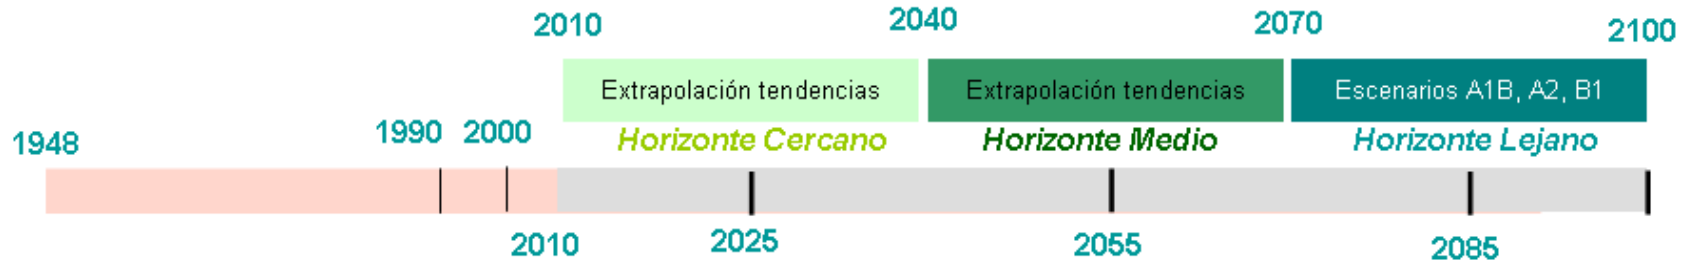 2010 2040 2070 2100
Extrapolación tendencias Extrapolación tendencias Escenarios A1B, A2, B1
1948 1990 2000 Horizonte Cercano Horizonte Medio Horizonte Lejano
2010 2025 2055 2085